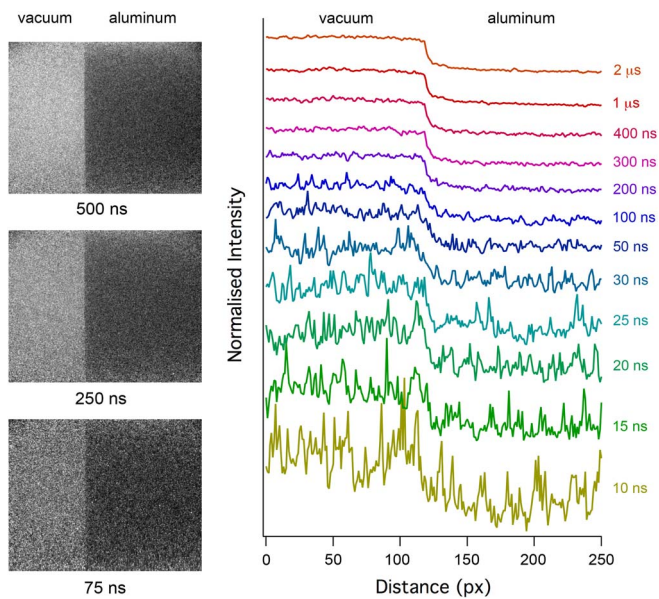 vacuum aluminum
500 ns
250 ns
75 ns
vacuum aluminum
Normalised Intensity
2 µs
1 µs
400 ns
300 ns
200 ns
100 ns
50 ns
30 ns
25 ns
20 ns
15 ns
10 ns
0 50 100 150 200 250
Distance (px)